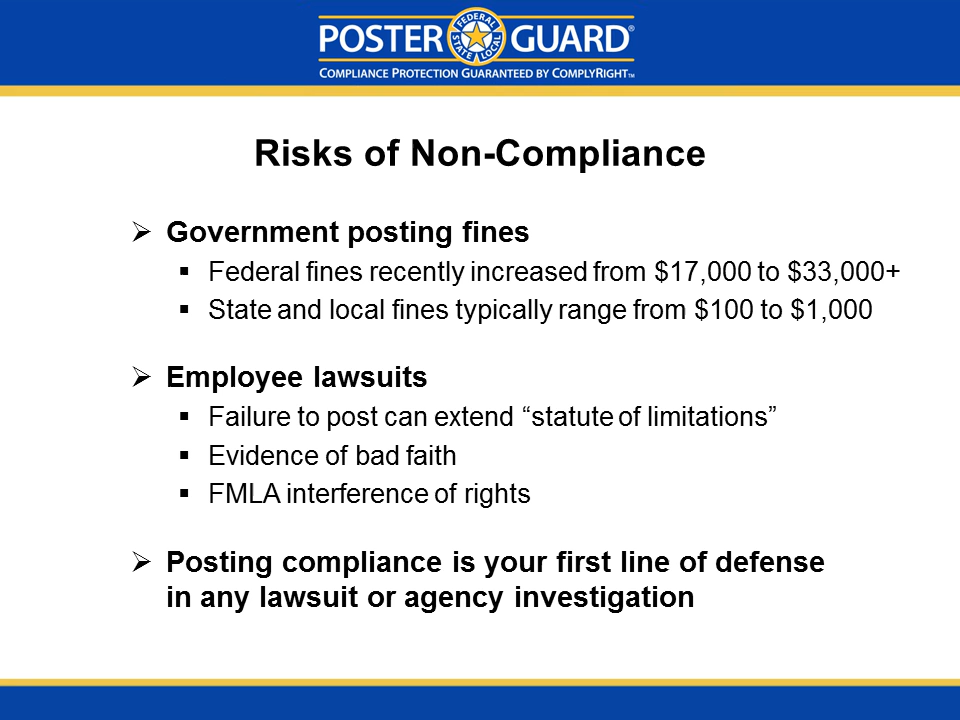 POSTER GUARD®
FEDERAL STATE LOCAL
COMPLIANCE PROTECTION GUARANTEED BY COMPLYRIGHT™
Risks of Non-Compliance
➢ Government posting fines
▪ Federal fines recently increased from $17,000 to $33,000+
▪ State and local fines typically range from $100 to $1,000
➢ Employee lawsuits
▪ Failure to post can extend “statute of limitations”
▪ Evidence of bad faith
▪ FMLA interference of rights
➢ Posting compliance is your first line of defense
in any lawsuit or agency investigation